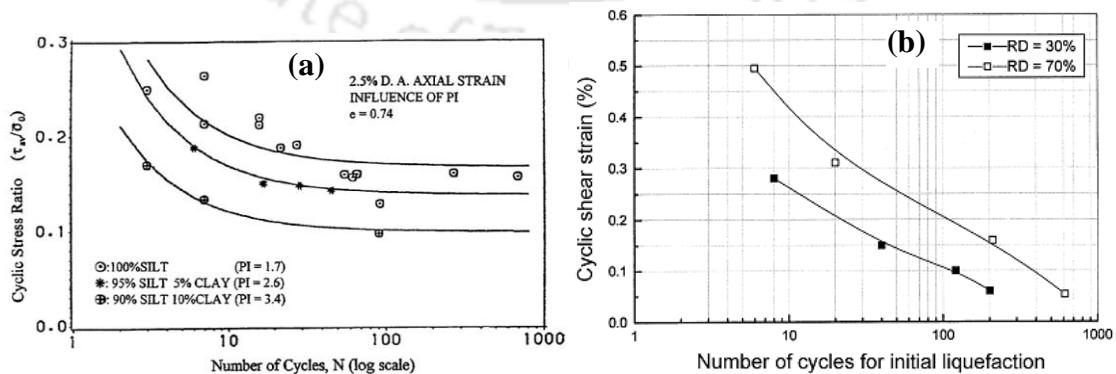 (a)
0.3
0.2
0.1
0.0
Cyclic Stress Ratio (τav/σ0)
2.5% D. A. AXIAL STRAIN
INFLUENCE OF PI
e = 0.74
⊙:100%SILT (PI = 1.7)
✱: 95% SILT 5% CLAY (PI = 2.6)
⊕: 90% SILT 10%CLAY (PI = 3.4)
1 10 100 1000
Number of Cycles, N (log scale)
(b)
RD = 30%
RD = 70%
0.6
0.5
0.4
0.3
0.2
0.1
0.0
Cyclic shear strain (%)
1 10 100 1000
Number of cycles for initial liquefaction